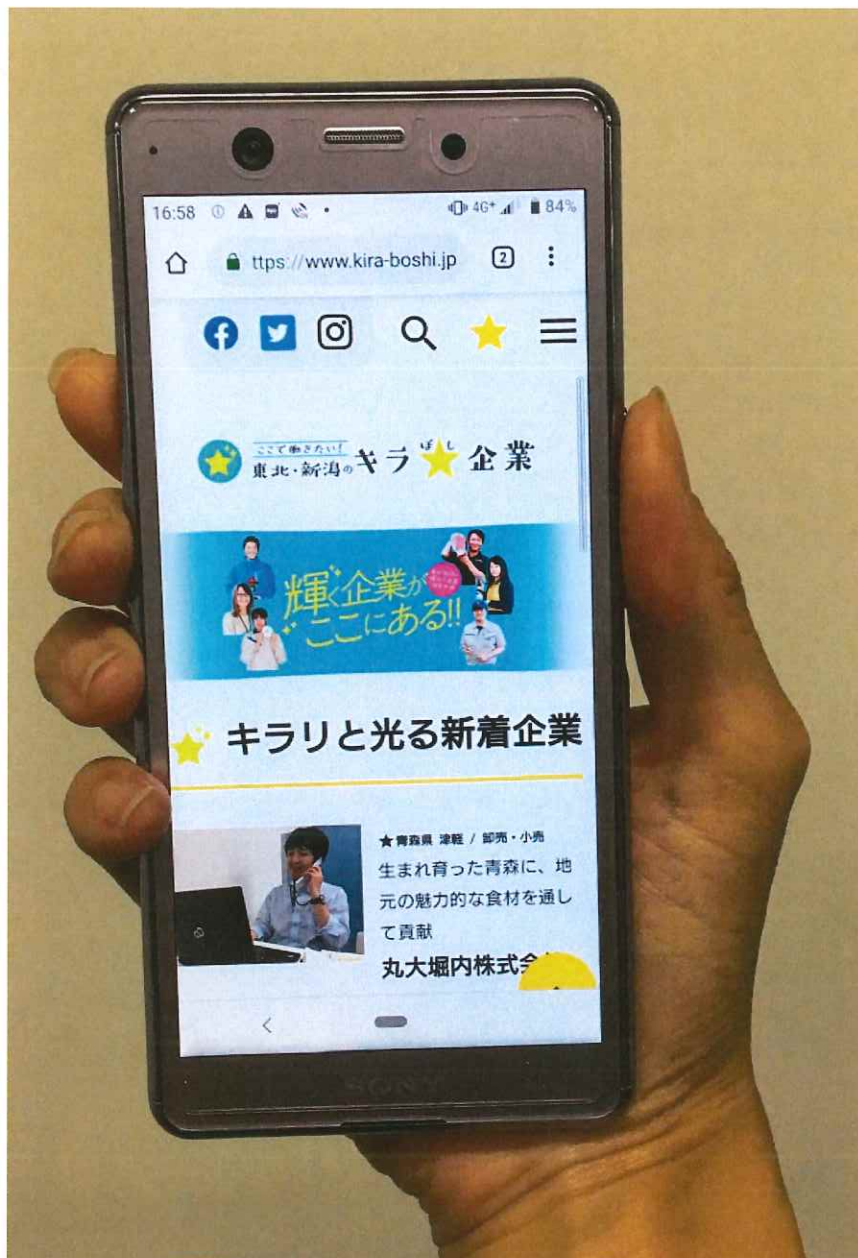 16:58 4G+ 84%
ttps://www.kira-boshi.jp 2
ここで働きたい!
東北・新潟のキラ ぼし 企業
輝く企業が
ここにある!!
キラリと光る新着企業
★青森県 津軽 / 卸売・小売
生まれ育った青森に、地
元の魅力的な食材を通し
て貢献
丸大堀内株式会
SONY